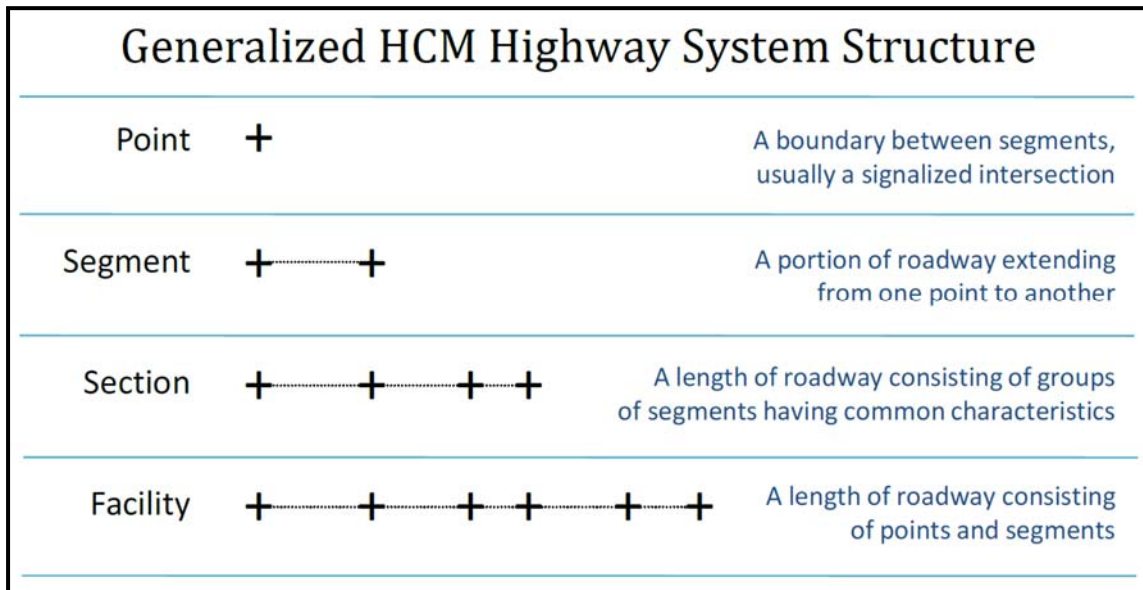 Generalized HCM Highway System Structure
Point
A boundary between segments,
usually a signalized intersection
Segment
A portion of roadway extending
from one point to another
Section
A length of roadway consisting of groups
of segments having common characteristics
Facility
A length of roadway consisting
of points and segments